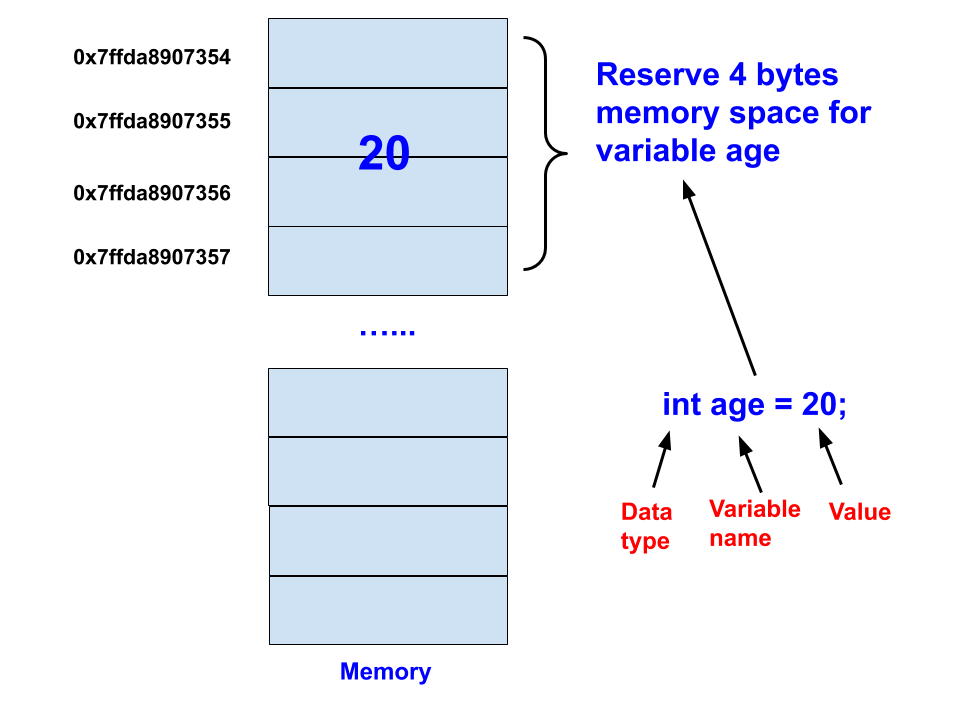 0x7ffda8907354
0x7ffda8907355
0x7ffda8907356
0x7ffda8907357
20
Reserve 4 bytes
memory space for
variable age
…...
int age = 20;
Data
type
Variable
name
Value
Memory